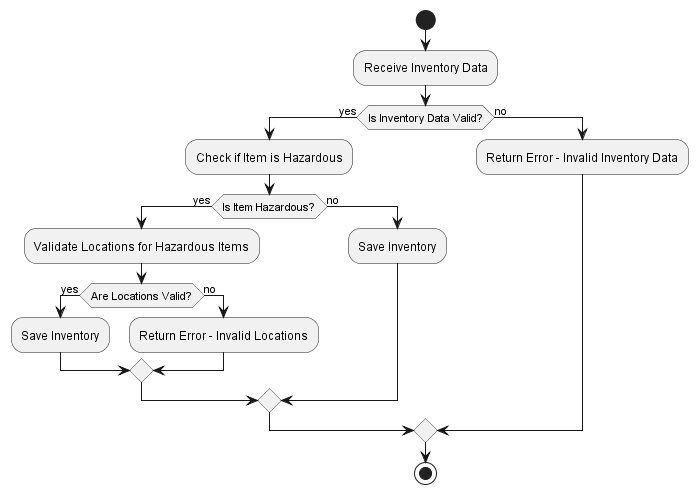 Receive Inventory Data
yes
Is Inventory Data Valid?
no
Check if Item is Hazardous
Return Error - Invalid Inventory Data
yes
Is Item Hazardous?
no
Validate Locations for Hazardous Items
Save Inventory
yes
Are Locations Valid?
no
Save Inventory
Return Error - Invalid Locations